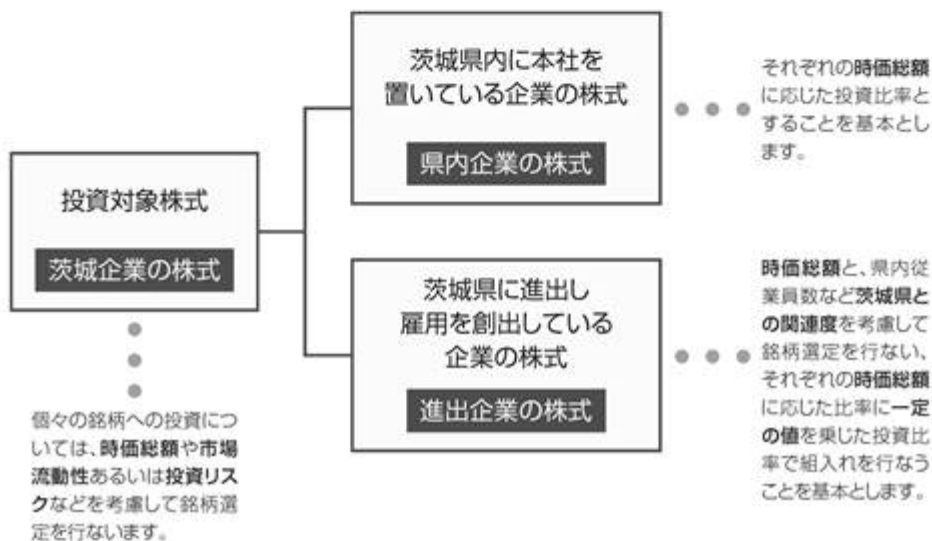 投資対象株式
茨城企業の株式
個々の銘柄への投資につ
いては、時価総額や市場
流動性あるいは投資リス
クなどを考慮して銘柄選
定を行ないます。
茨城県内に本社を
置いている企業の株式
県内企業の株式
それぞれの時価総額
に応じた投資比率と
することを基本とし
ます。
茨城県に進出し
雇用を創出している
企業の株式
進出企業の株式
時価総額と、県内従
業員数など茨城県と
の関連度を考慮して
銘柄選定を行ない、
それぞれの時価総額
に応じた比率に一定
の値を乗じた投資比
率で組入れを行なう
ことを基本とします。